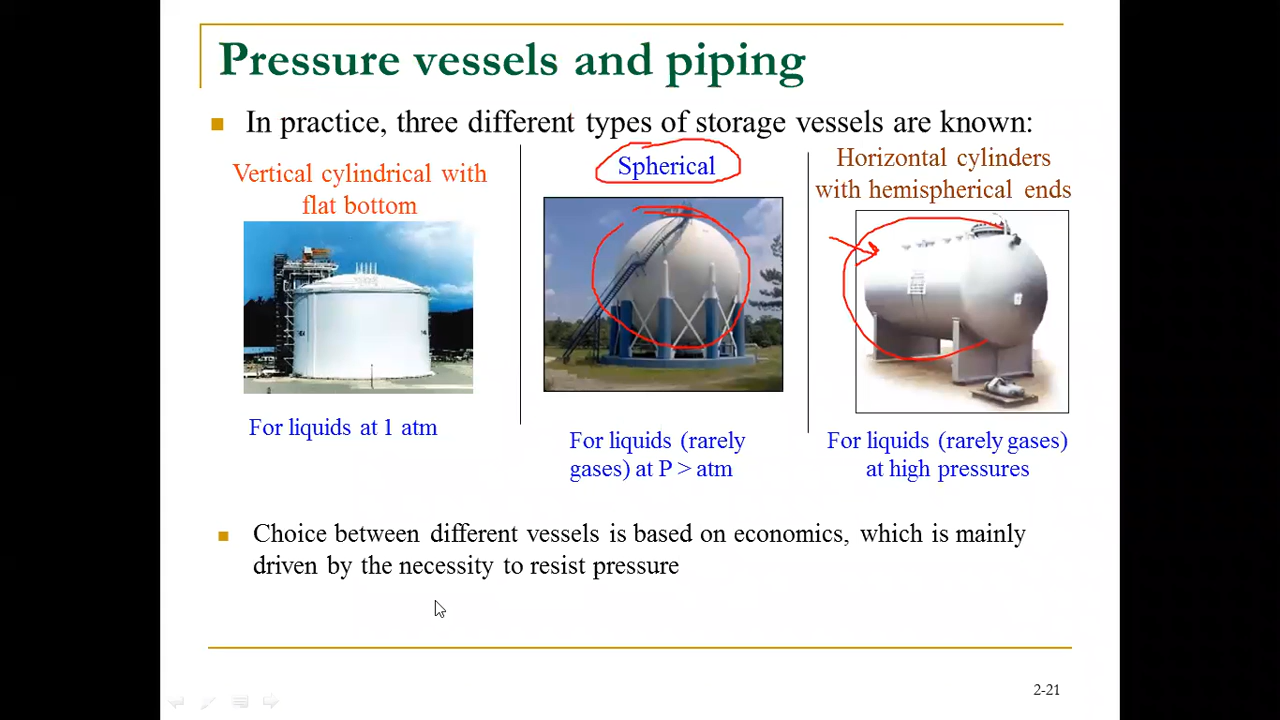 Pressure vessels and piping
In practice, three different types of storage vessels are known:
Vertical cylindrical with
flat bottom
For liquids at 1 atm
Spherical
For liquids (rarely
gases) at P > atm
Horizontal cylinders
with hemispherical ends
For liquids (rarely gases)
at high pressures
Choice between different vessels is based on economics, which is mainly
driven by the necessity to resist pressure
2-21